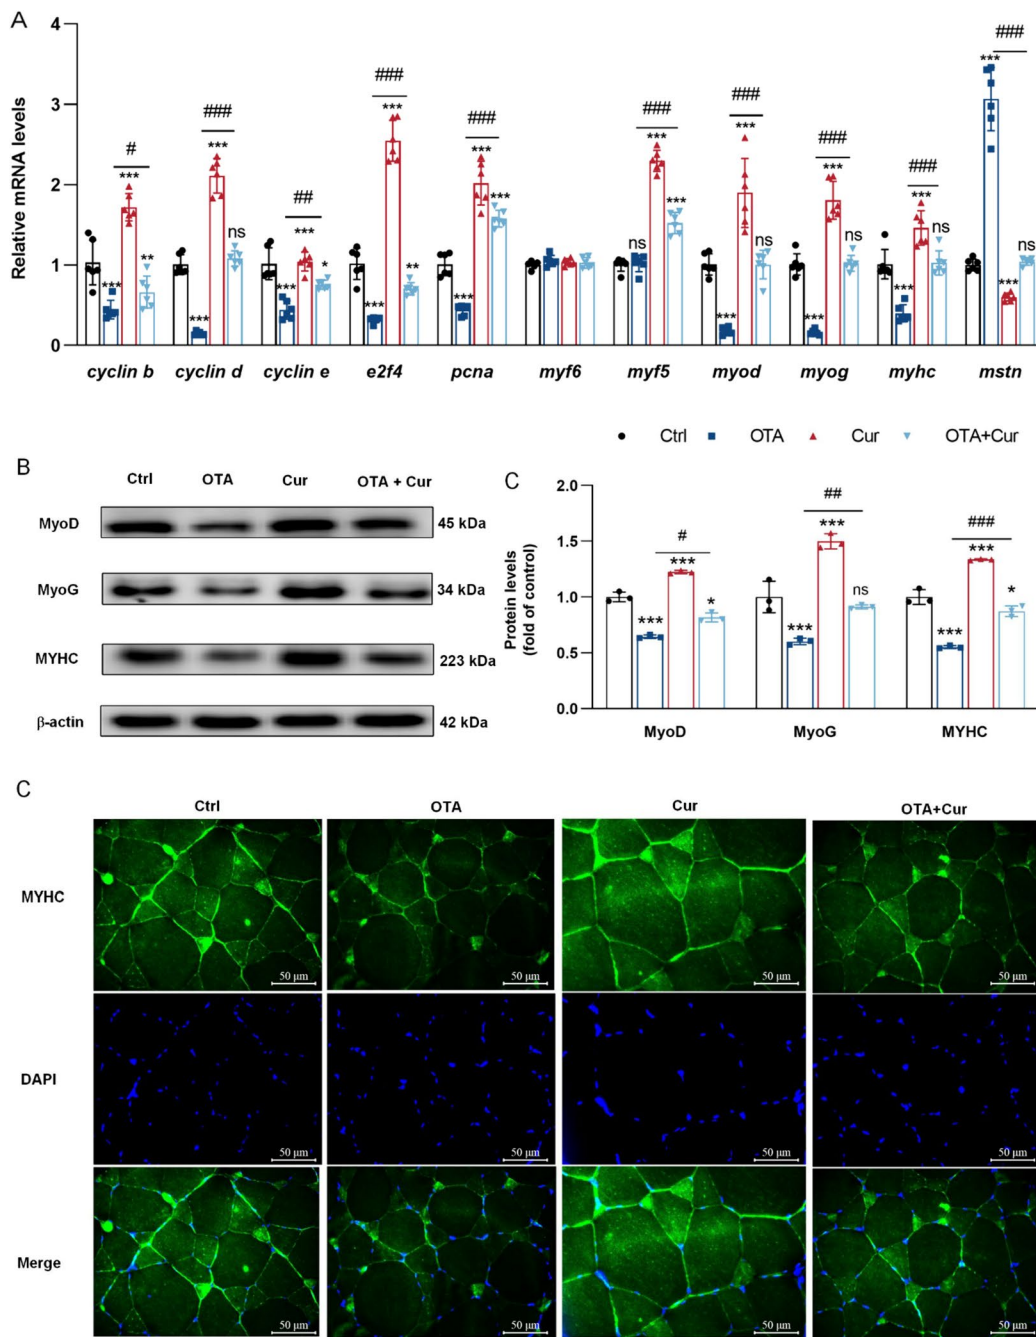 A
Relative mRNA levels
4
3
2
1
0
# ### ## ### ### ### ### ### ### ###
*** *** *** *** *** *** *** *** *** ***
*** *** *** *** *** ns *** *** *** ***
** ns * ** *** ns ns ns ns
cyclin b cyclin d cyclin e e2f4 pcna myf6 myf5 myod myog myhc mstn
Ctrl OTA Cur OTA+Cur
B
Ctrl OTA Cur OTA + Cur
MyoD 45 kDa
MyoG 34 kDa
MYHC 223 kDa
β-actin 42 kDa
C
Protein levels
(fold of control)
2.0
1.5
1.0
0.5
0.0
# ## ###
*** *** * *** *** ns *** *** *
MyoD MyoG MYHC
C
Ctrl OTA Cur OTA+Cur
MYHC
50 μm 50 μm 50 μm 50 μm
DAPI
50 μm 50 μm 50 μm 50 μm
Merge
50 μm 50 μm 50 μm 50 μm